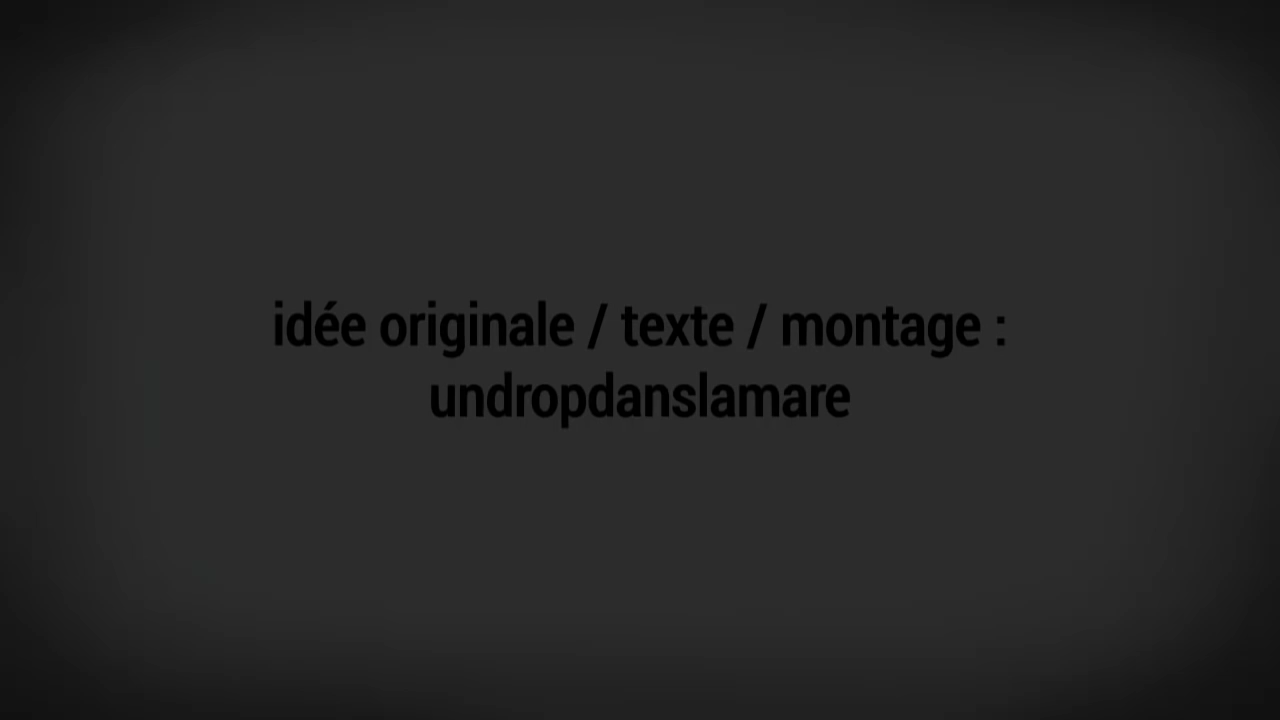 idée originale / texte / montage :
undropdanslamare